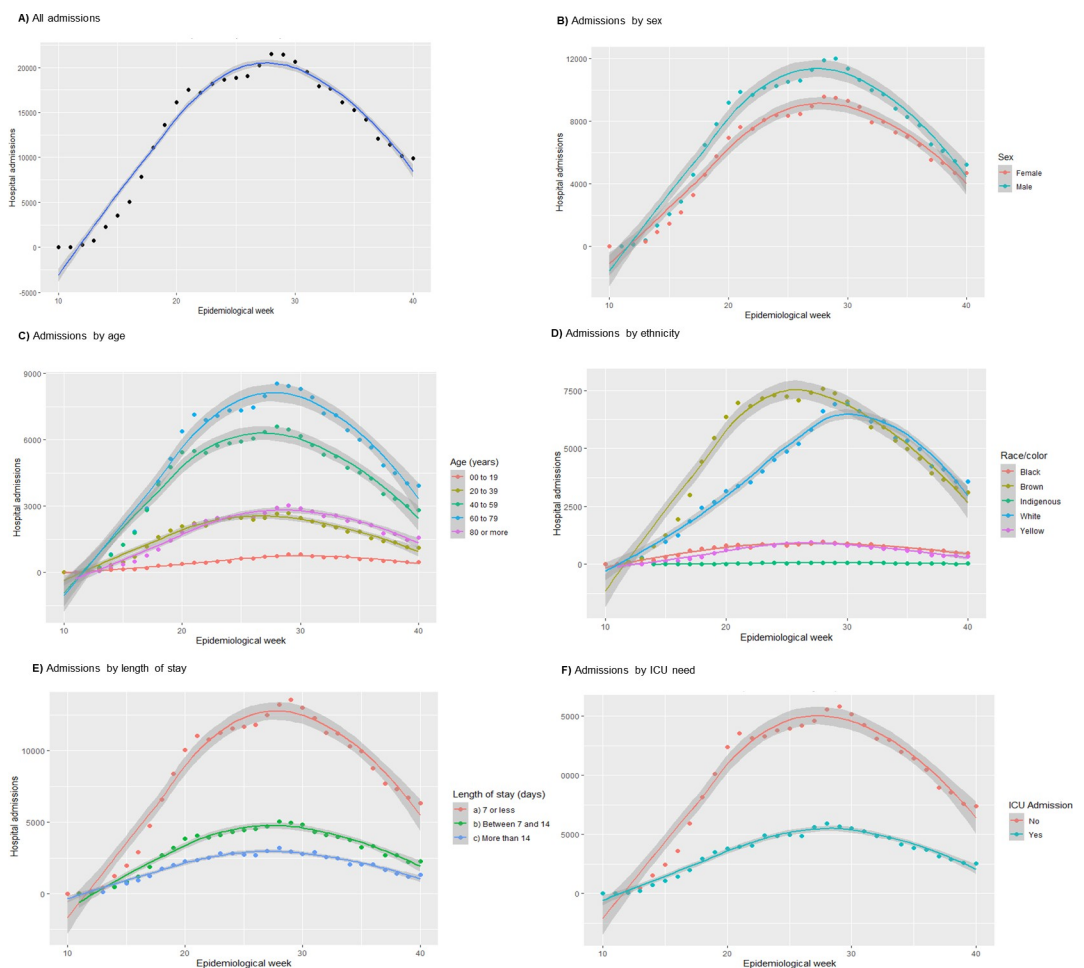 A) All admissions
20000
15000
10000
5000
0
-5000
10
20
30
40
Hospital admissions
Epidemiological week
B) Admissions by sex
12000
8000
4000
0
10
20
30
40
Hospital admissions
Epidemiological week
Sex
Female
Male
C) Admissions by age
9000
6000
3000
0
10
20
30
40
Hospital admissions
Epidemiological week
Age (years)
00 to 19
20 to 39
40 to 59
60 to 79
80 or more
D) Admissions by ethnicity
7500
5000
2500
0
10
20
30
40
Hospital admissions
Epidemiological week
Race/color
Black
Brown
Indigenous
White
Yellow
E) Admissions by length of stay
10000
5000
0
10
20
30
40
Hospital admissions
Epidemiological week
Length of stay (days)
a) 7 or less
b) Between 7 and 14
c) More than 14
F) Admissions by ICU need
5000
0000
5000
0
10
20
30
40
Hospital admissions
Epidemiological week
ICU Admission
No
Yes